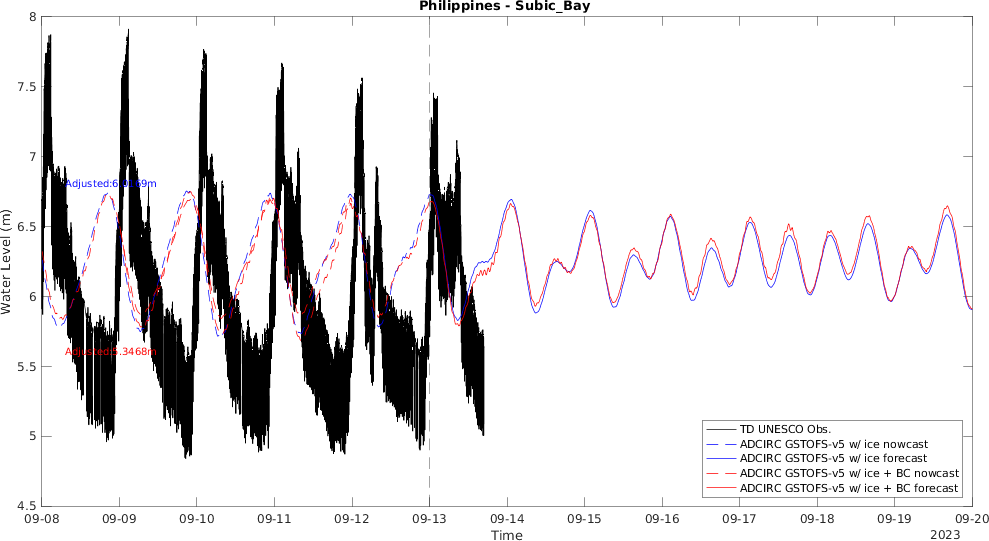 Philippines - Subic_Bay
8
7.5
7
6.5
6
5.5
5
4.5
Water Level (m)
TD UNESCO Obs.
ADCIRC GSTOFS-v5 w/ ice nowcast
ADCIRC GSTOFS-v5 w/ ice forecast
ADCIRC GSTOFS-v5 w/ ice + BC nowcast
ADCIRC GSTOFS-v5 w/ ice + BC forecast
09-08 09-09 09-10 09-11 09-12 09-13 09-14 09-15 09-16 09-17 09-18 09-19 09-20
Time
2023